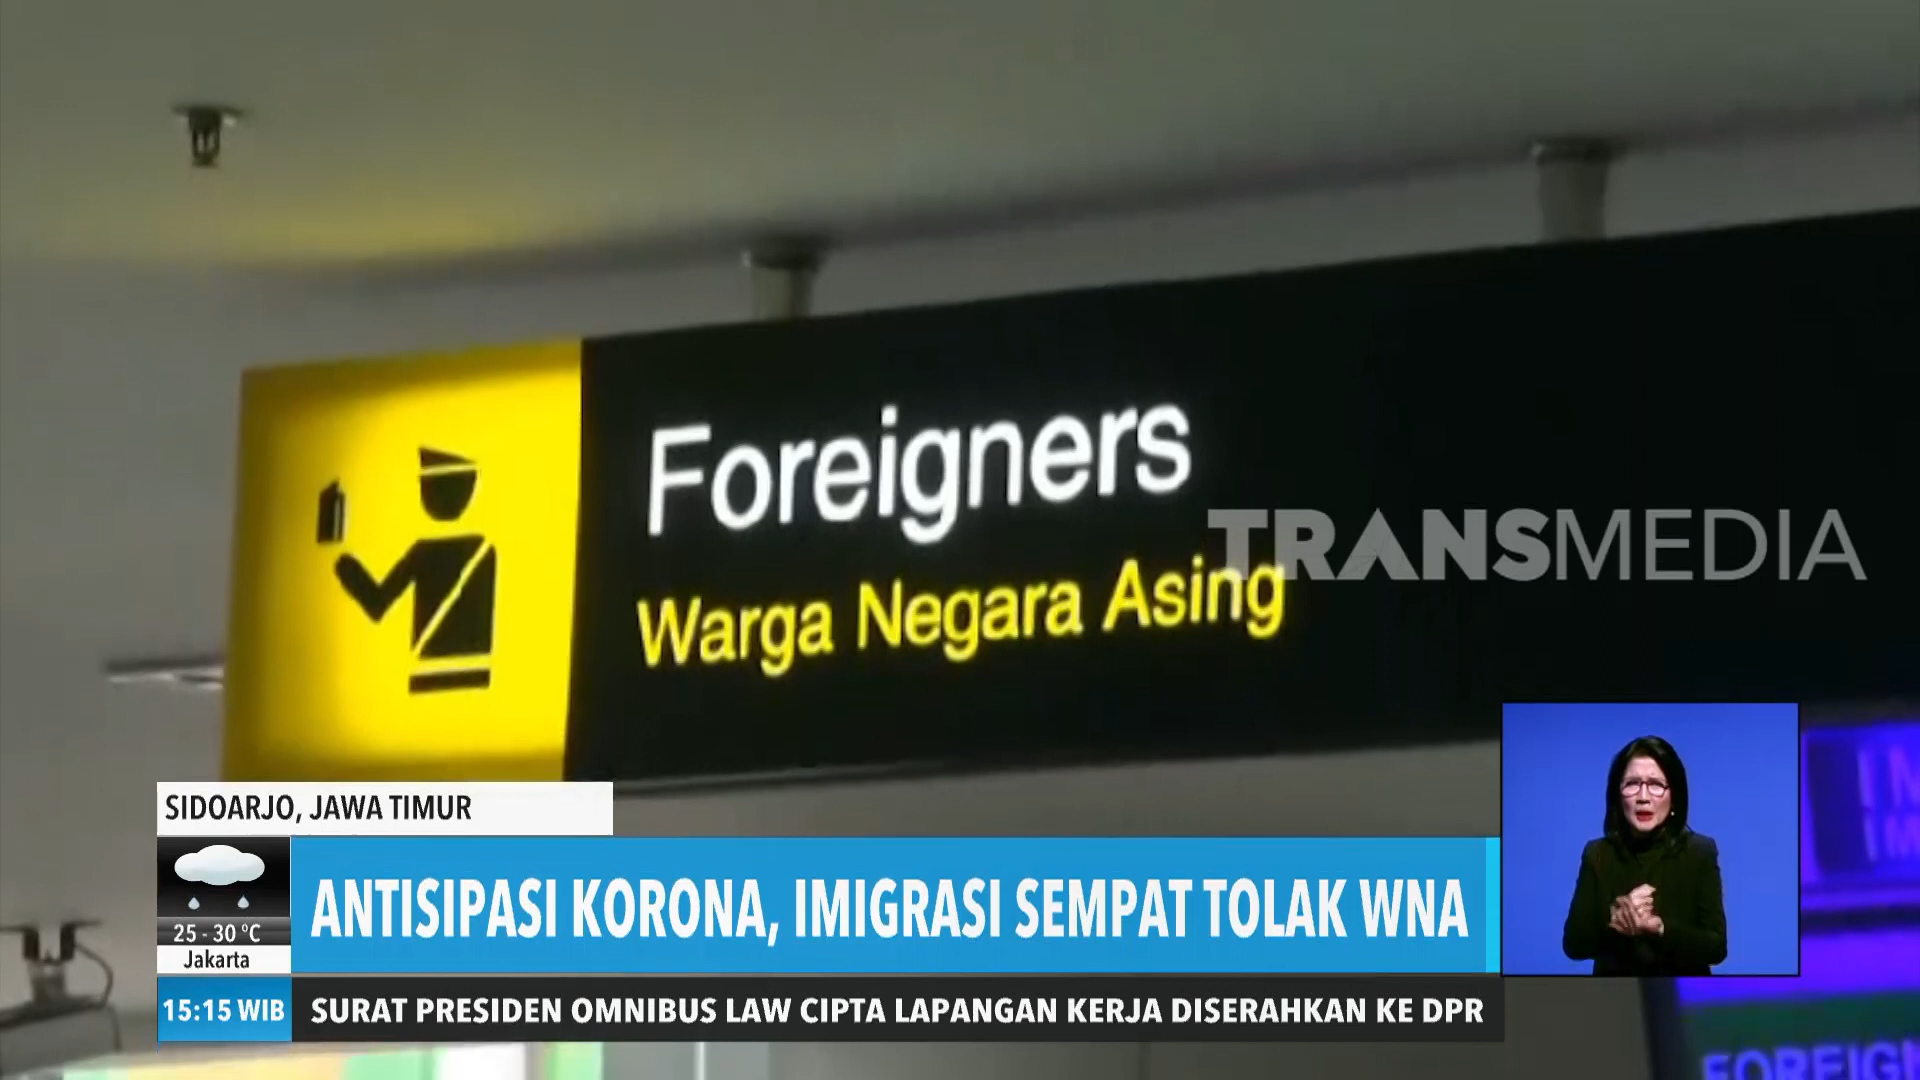 Foreigners
Warga Negara Asing
TRANSMEDIA
SIDOARJO, JAWA TIMUR
ANTISIPASI KORONA, IMIGRASI SEMPAT TOLAK WNA
25 - 30 °C
Jakarta
15:15 WIB
SURAT PRESIDEN OMNIBUS LAW CIPTA LAPANGAN KERJA DISERAHKAN KE DPR